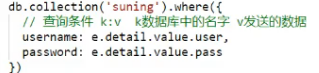 db.collection('suning').where({
// 查询条件 k:v k数据库中的名字 v发送的数据
username: e.detail.value.user,
password: e.detail.value.pass
})